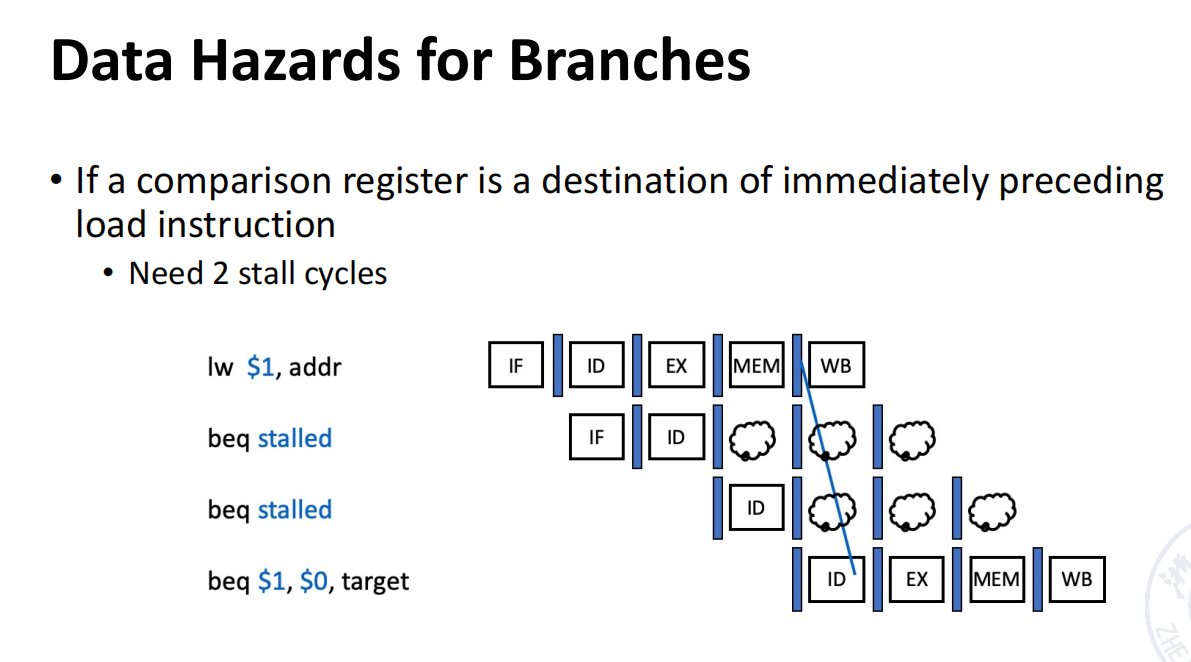 Data Hazards for Branches
• If a comparison register is a destination of immediately preceding
load instruction
• Need 2 stall cycles
lw $1, addr IF ID EX MEM WB
beq stalled IF ID
beq stalled ID
beq $1, $0, target ID EX MEM WB
ZHE